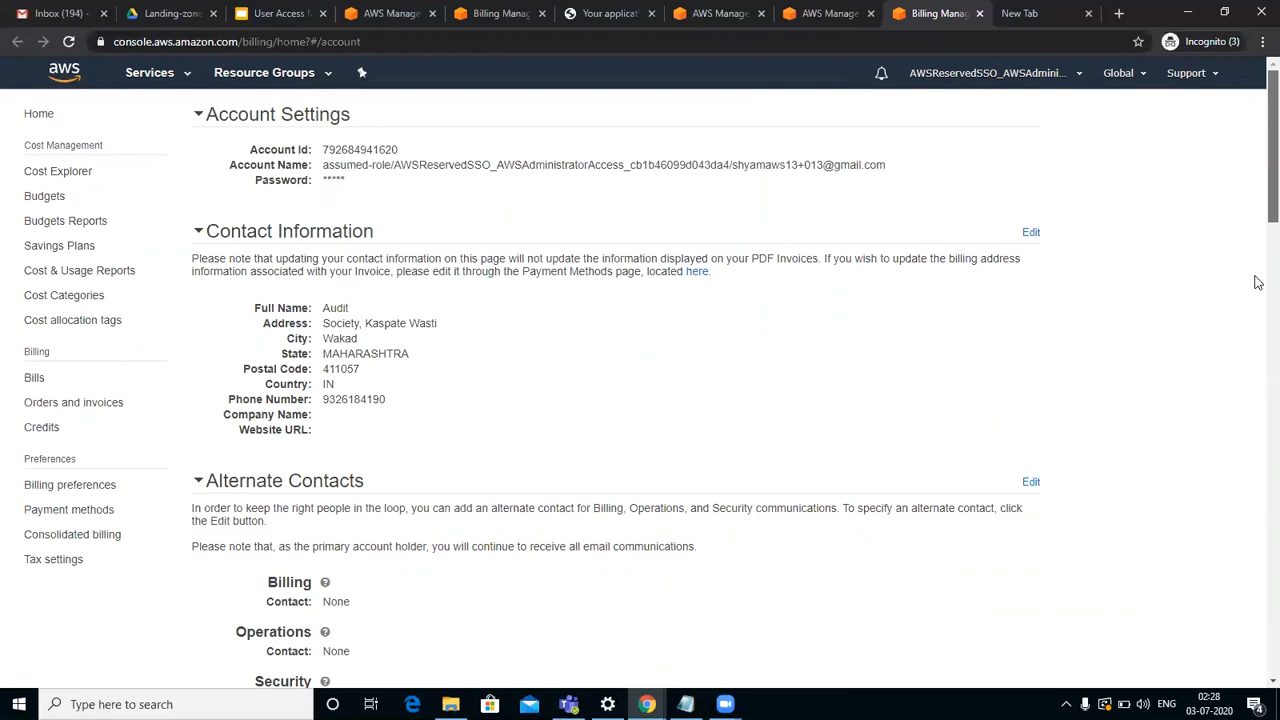 Inbox (194) -
Landing-zone
User Access M
AWS Manage
Billing Mana
Your applicat
AWS Manage
AWS Manage
Billing Mana
New Tab
console.aws.amazon.com/billing/home?#/account
Incognito (3)
aws
Services
Resource Groups
AWSReservedSSO_AWSAdmini...
Global
Support
Home
Cost Management
Cost Explorer
Budgets
Budgets Reports
Savings Plans
Cost & Usage Reports
Cost Categories
Cost allocation tags
Billing
Bills
Orders and invoices
Credits
Preferences
Billing preferences
Payment methods
Consolidated billing
Tax settings
Account Settings
Account Id: 792684941620
Account Name: assumed-role/AWSReservedSSO_AWSAdministratorAccess_cb1b46099d043da4/shyamaws13+013@gmail.com
Password: *****
Contact Information
Edit
Please note that updating your contact information on this page will not update the information displayed on your PDF Invoices. If you wish to update the billing address
information associated with your Invoice, please edit it through the Payment Methods page, located here.
Full Name: Audit
Address: Society, Kaspate Wasti
City: Wakad
State: MAHARASHTRA
Postal Code: 411057
Country: IN
Phone Number: 9326184190
Company Name:
Website URL:
Alternate Contacts
Edit
In order to keep the right people in the loop, you can add an alternate contact for Billing, Operations, and Security communications. To specify an alternate contact, click
the Edit button.
Please note that, as the primary account holder, you will continue to receive all email communications.
Billing
Contact: None
Operations
Contact: None
Security
Type here to search
ENG
02:28
03-07-2020
4